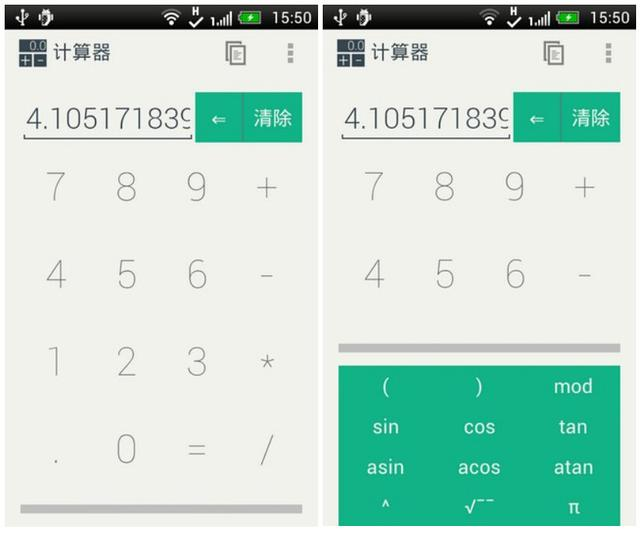 H 15:50
0.0 计算器
4.105171839 ⇐ 清除
7 8 9 +
4 5 6 -
1 2 3 *
. 0 = /
H 15:50
0.0 计算器
4.105171839 ⇐ 清除
7 8 9 +
4 5 6 -
( ) mod
sin cos tan
asin acos atan
^ √¯¯ π